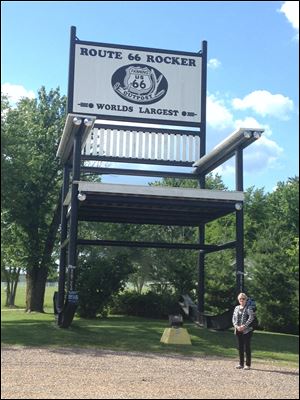 ROUTE 66 ROCKER
FANNING
US
66
OUTPOST
WORLDS LARGEST